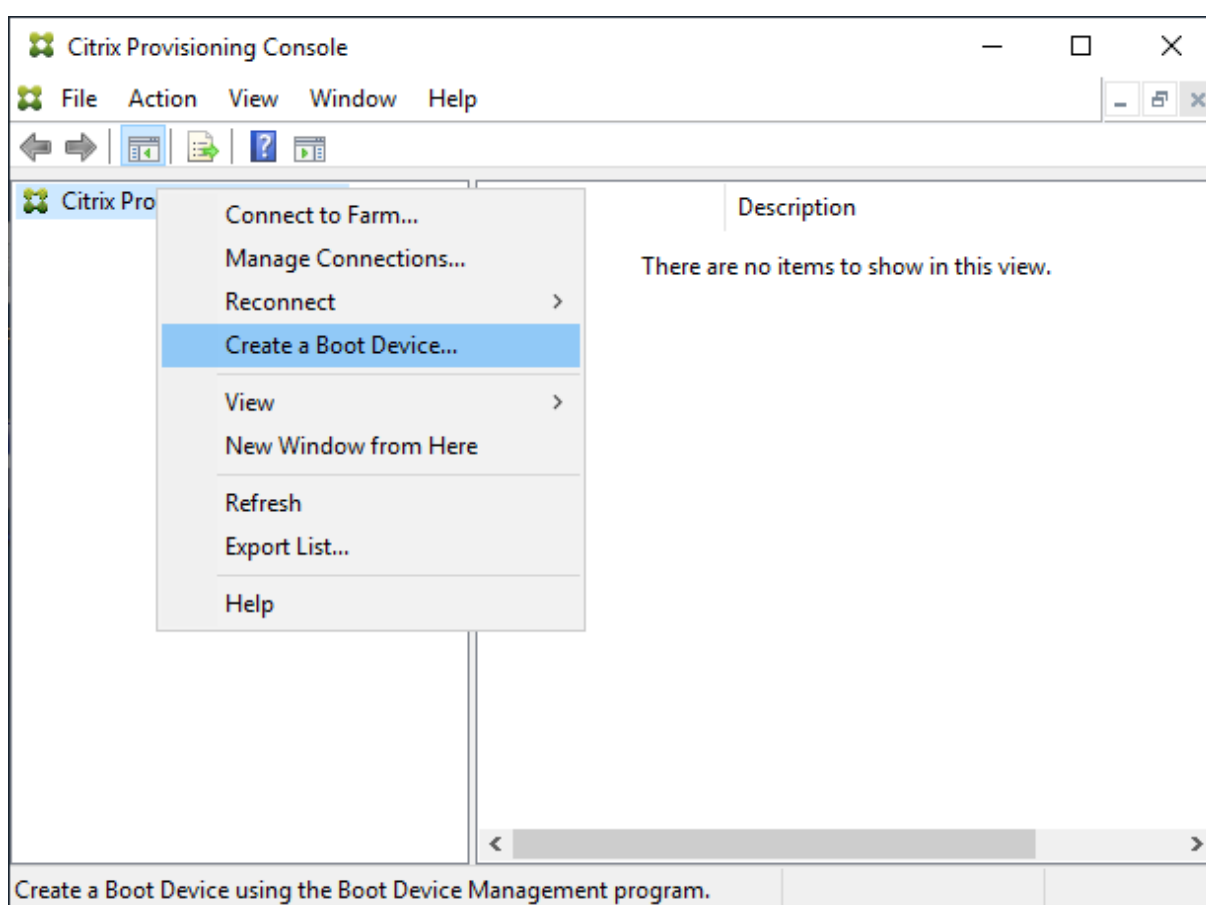 Citrix Provisioning Console
File Action View Window Help
Citrix Pro
Description
There are no items to show in this view.
Connect to Farm...
Manage Connections...
Reconnect
Create a Boot Device...
View
New Window from Here
Refresh
Export List...
Help
Create a Boot Device using the Boot Device Management program.